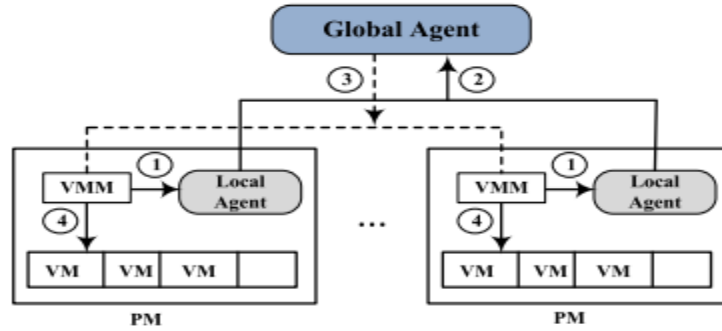 Global Agent
3 2
1 1
VMM Local Agent VMM Local Agent
4 ... 4
VM VM VM VM VM VM
PM PM